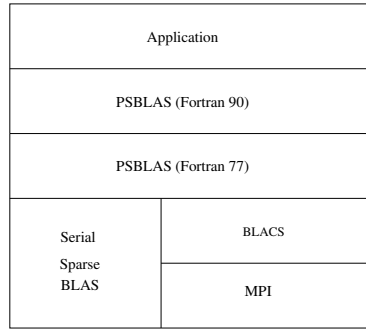 Application
PSBLAS (Fortran 90)
PSBLAS (Fortran 77)
Serial
Sparse
BLAS
BLACS
MPI